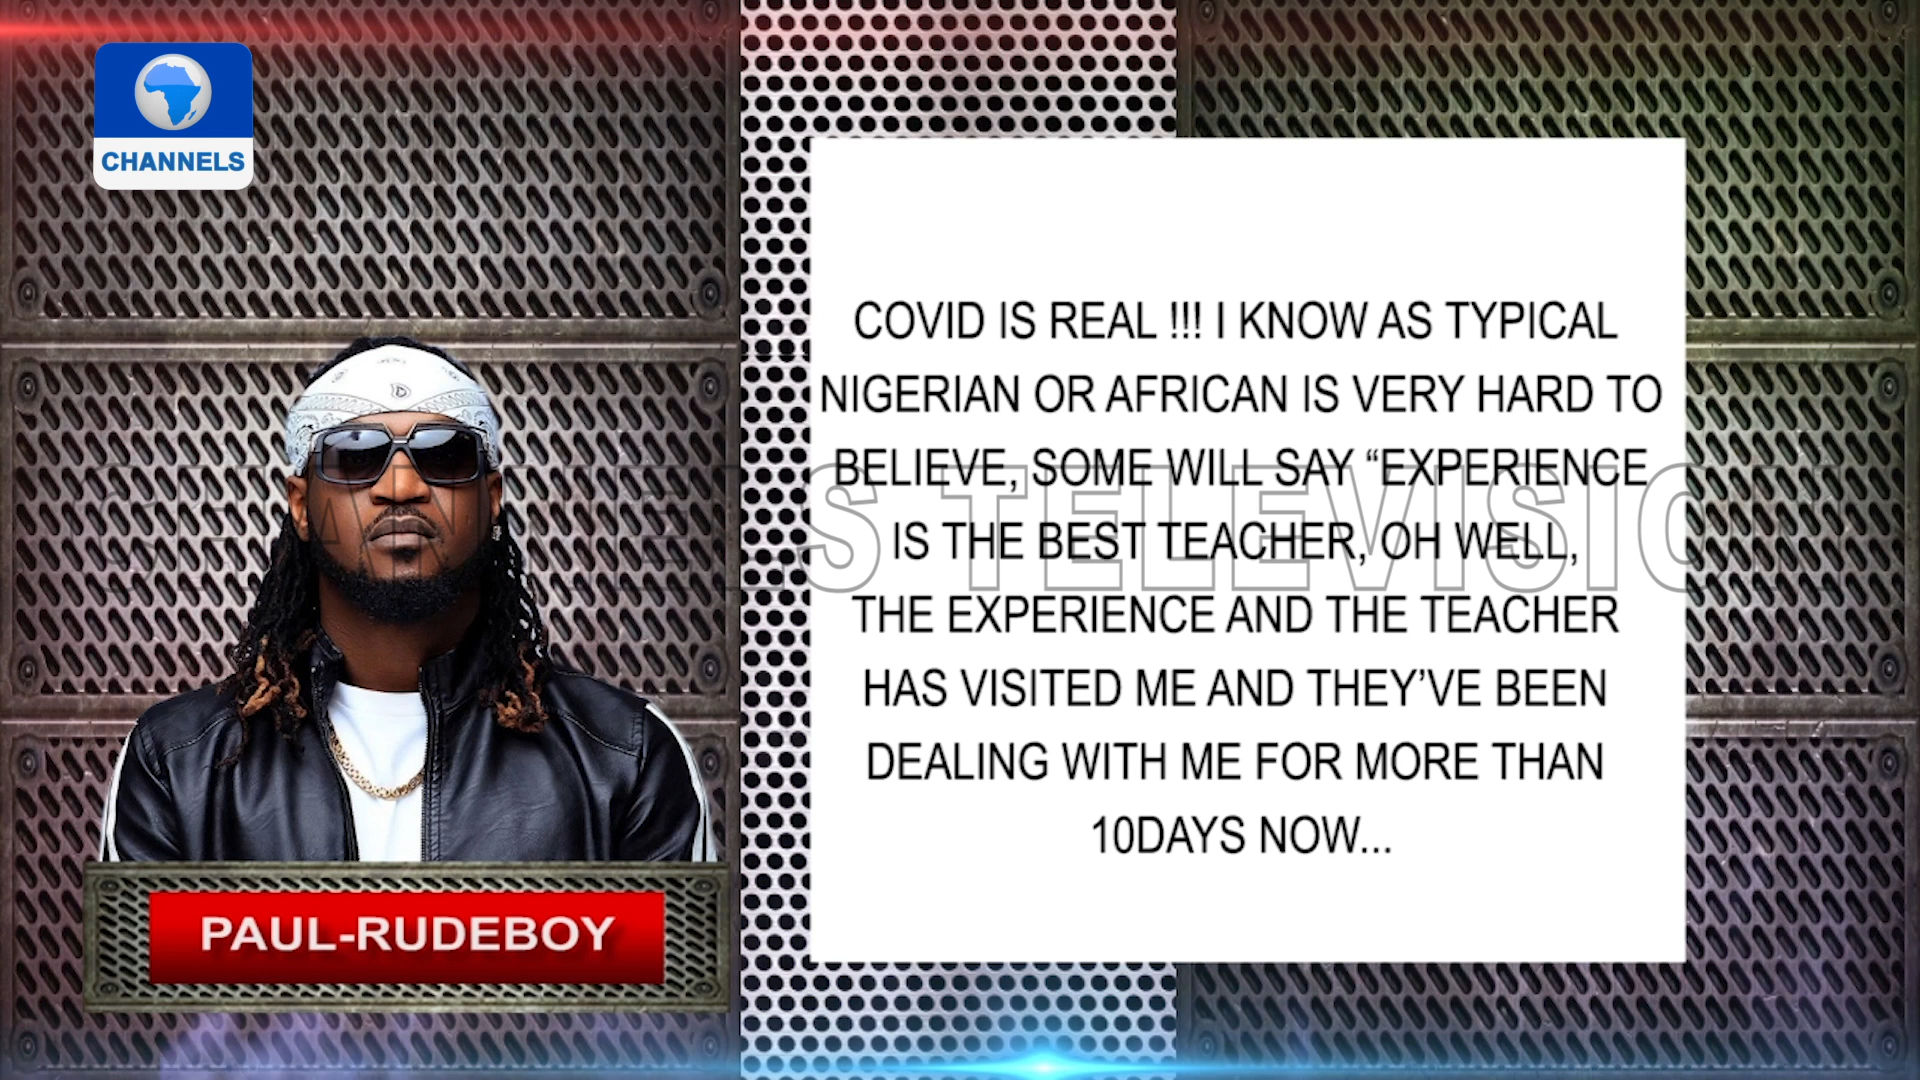 CHANNELS
COVID IS REAL !!! I KNOW AS TYPICAL
NIGERIAN OR AFRICAN IS VERY HARD TO
BELIEVE, SOME WILL SAY “EXPERIENCE
IS THE BEST TEACHER, OH WELL,
THE EXPERIENCE AND THE TEACHER
HAS VISITED ME AND THEY’VE BEEN
DEALING WITH ME FOR MORE THAN
10DAYS NOW...
CHANNELS TELEVISION
PAUL-RUDEBOY